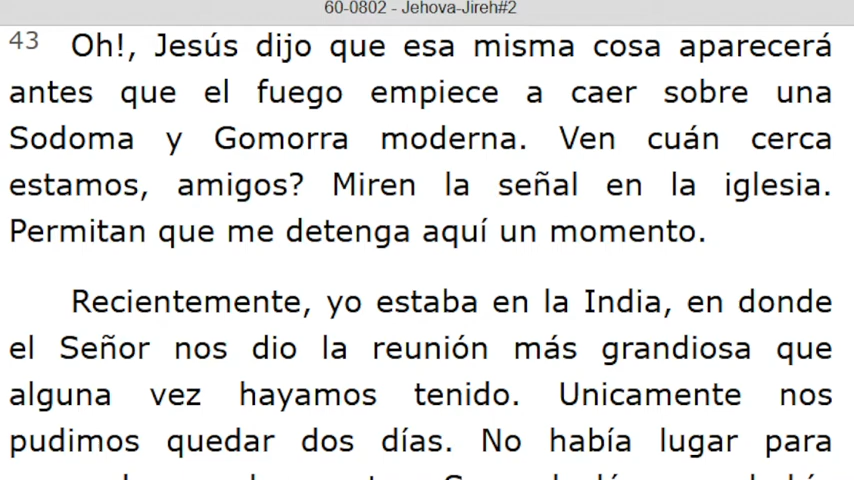 60-0802 - Jehova-Jireh#2
43 Oh!, Jesús dijo que esa misma cosa aparecerá
antes que el fuego empiece a caer sobre una
Sodoma y Gomorra moderna. Ven cuán cerca
estamos, amigos? Miren la señal en la iglesia.
Permitan que me detenga aquí un momento.
Recientemente, yo estaba en la India, en donde
el Señor nos dio la reunión más grandiosa que
alguna vez hayamos tenido. Unicamente nos
pudimos quedar dos días. No había lugar para